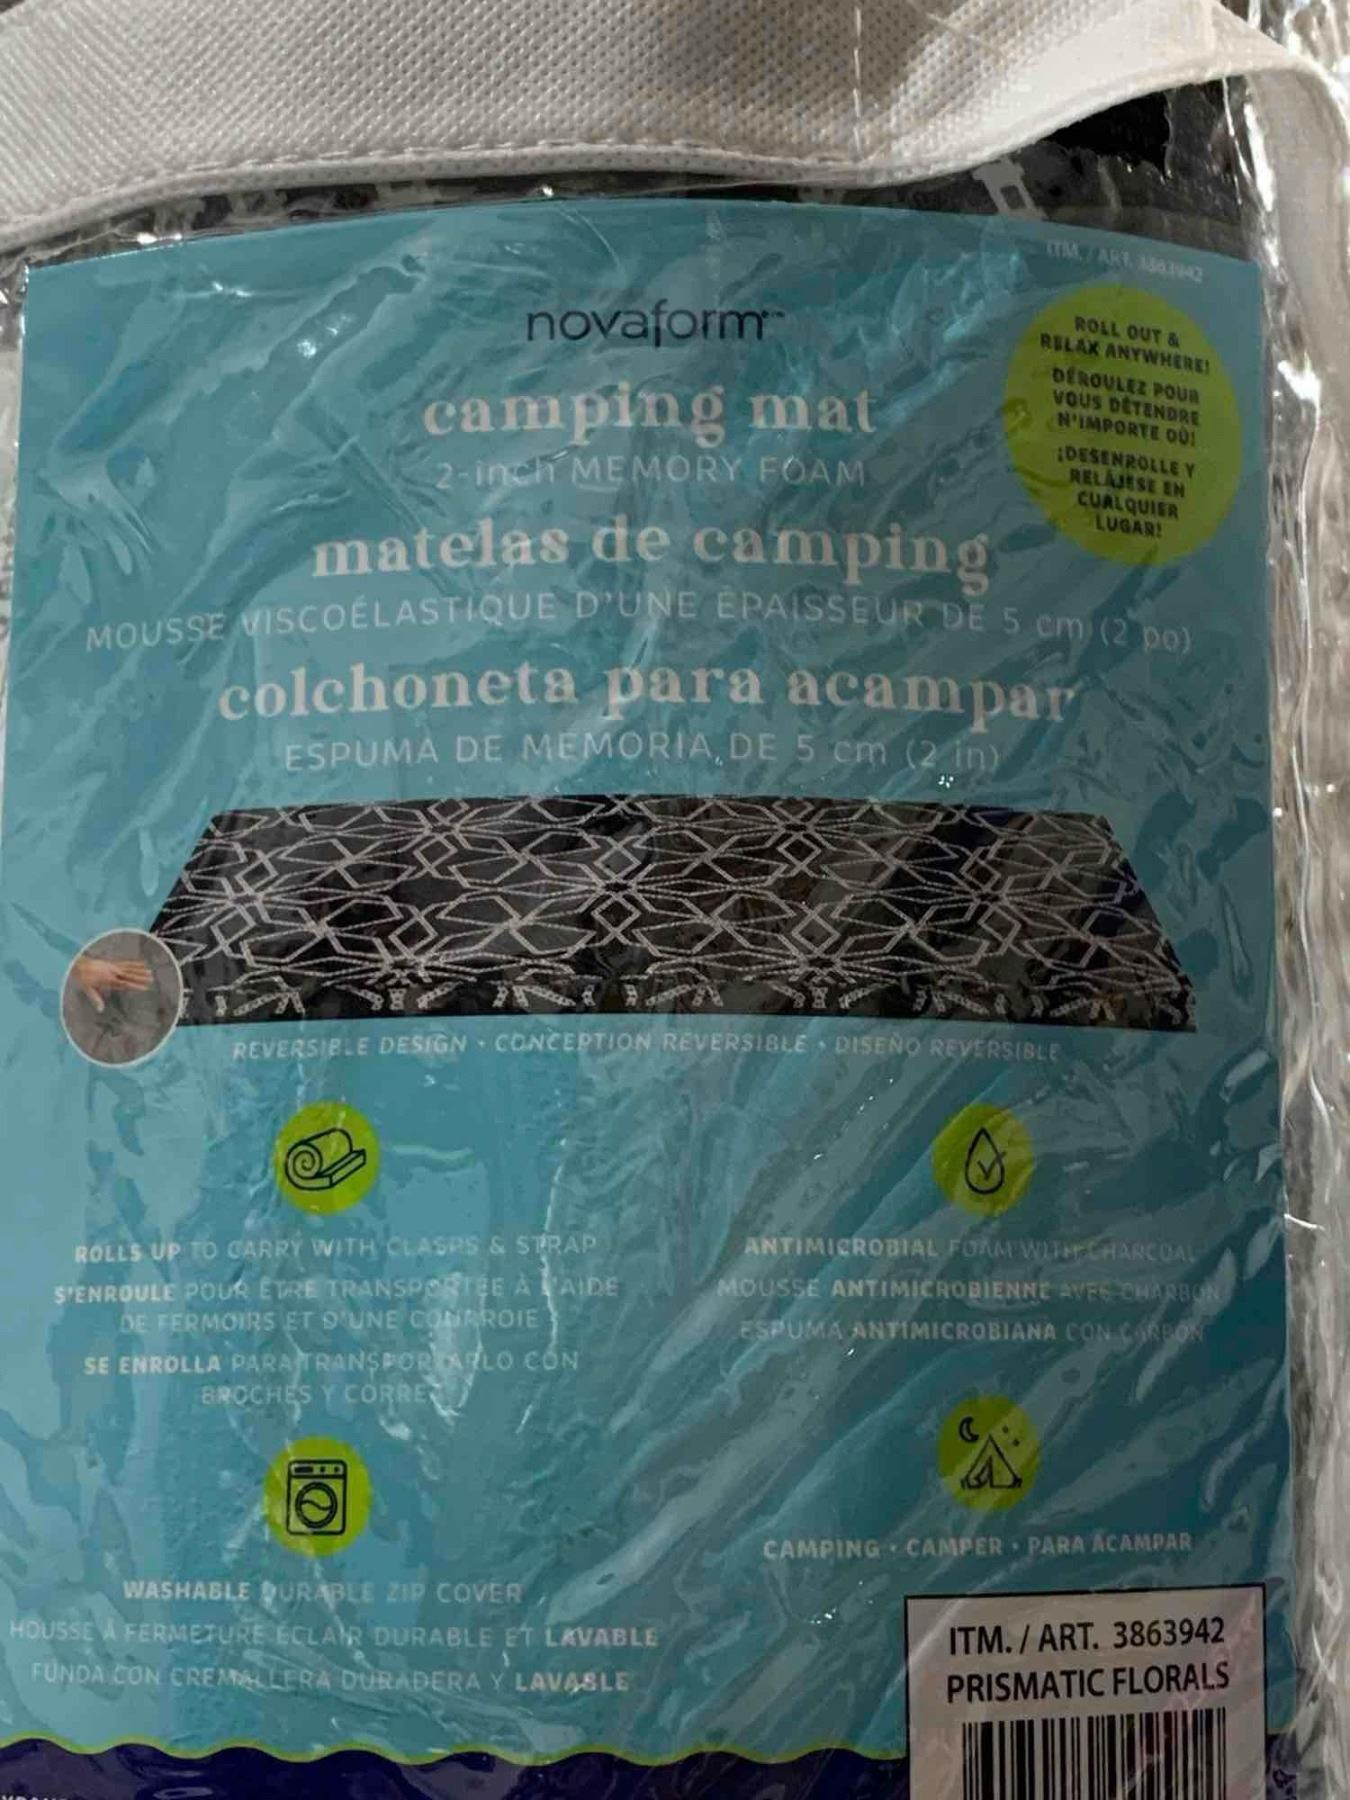 ITM. / ART. 3863942
novaform™
ROLL OUT &
RELAX ANYWHERE!
DÉROULEZ POUR
VOUS DÉTENDRE
N'IMPORTE OÙ!
¡DESENROLLE Y
RELÁJESE EN
CUALQUIER
LUGAR!
camping mat
2-inch MEMORY FOAM
matelas de camping
MOUSSE VISCOÉLASTIQUE D'UNE ÉPAISSEUR DE 5 cm (2 po)
colchoneta para acampar
ESPUMA DE MEMORIA DE 5 cm (2 in)
REVERSIBLE DESIGN • CONCEPTION REVERSIBLE • DISEÑO REVERSIBLE
ROLLS UP TO CARRY WITH CLASPS & STRAP
S'ENROULE POUR ÊTRE TRANSPORTÉE À L'AIDE
DE FERMOIRS ET D'UNE COURROIE
SE ENROLLA PARA TRANSPORTARLO CON
BROCHES Y CORREA
ANTIMICROBIAL FOAM WITH CHARCOAL
MOUSSE ANTIMICROBIENNE AVEC CHARBON
ESPUMA ANTIMICROBIANA CON CARBÓN
WASHABLE DURABLE ZIP COVER
HOUSSE À FERMETURE ÉCLAIR DURABLE ET LAVABLE
FUNDA CON CREMALLERA DURADERA Y LAVABLE
CAMPING • CAMPER • PARA ACAMPAR
ITM. / ART. 3863942
PRISMATIC FLORALS